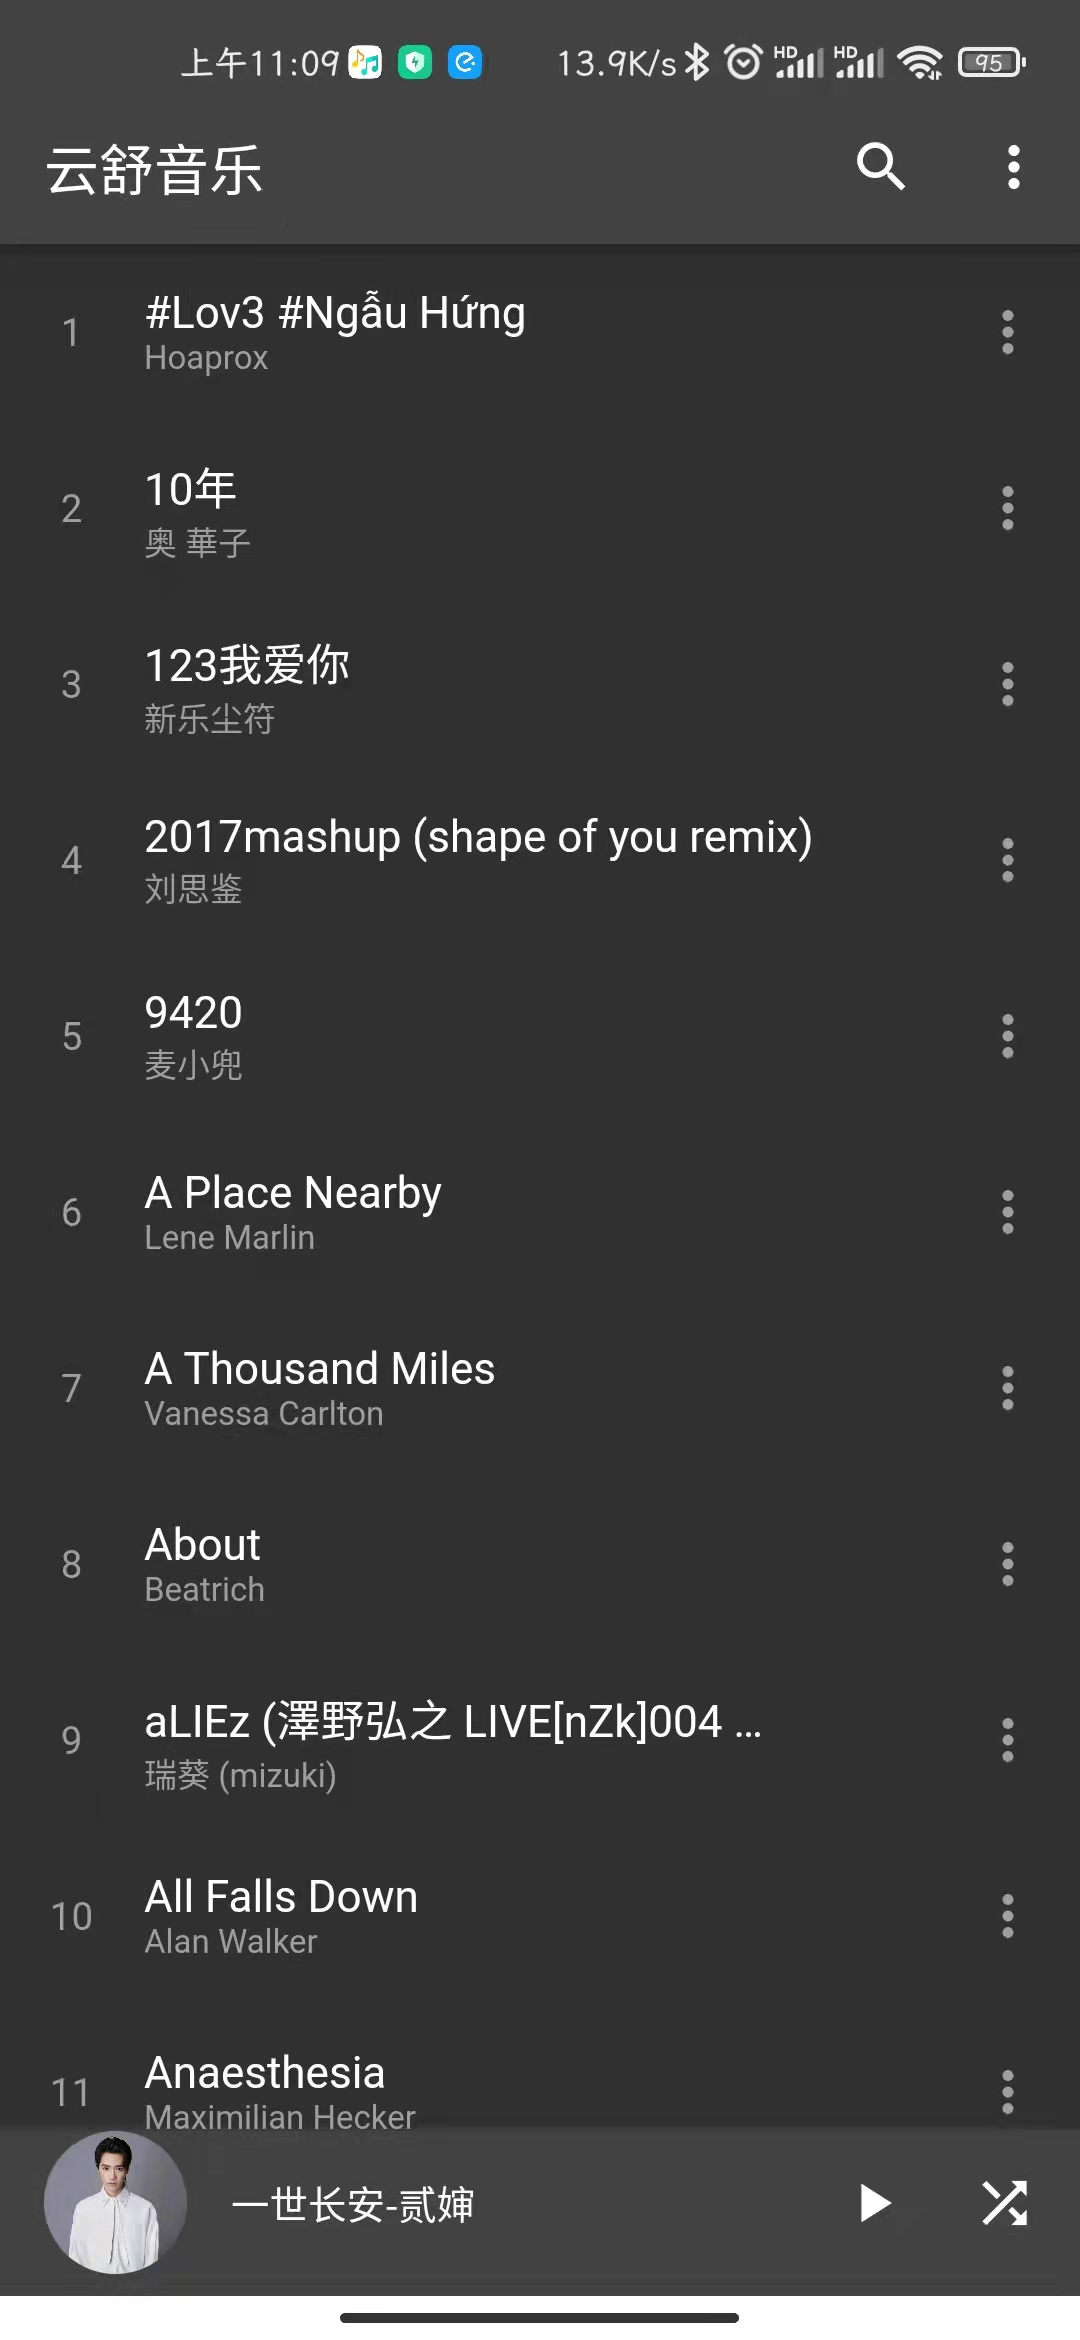 上午11:09
13.9K/s
HD
HD
95
云舒音乐
1
#Lov3 #Ngẫu Hứng
Hoaprox
2
10年
奥 華子
3
123我爱你
新乐尘符
4
2017mashup (shape of you remix)
刘思鉴
5
9420
麦小兜
6
A Place Nearby
Lene Marlin
7
A Thousand Miles
Vanessa Carlton
8
About
Beatrich
9
aLIEz (澤野弘之 LIVE[nZk]004 ...
瑞葵 (mizuki)
10
All Falls Down
Alan Walker
11
Anaesthesia
Maximilian Hecker
一世长安-贰婶